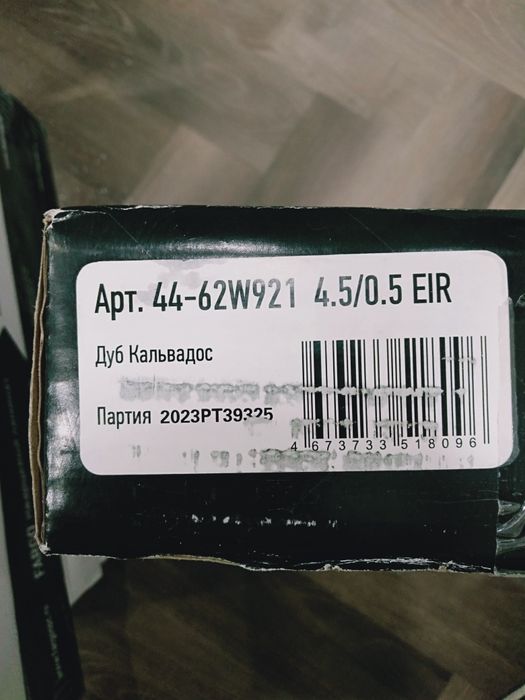 Арт. 44-62W921 4.5/0.5 EIR
Дуб Кальвадос
Партия 2023PT39325
4 673733 518096